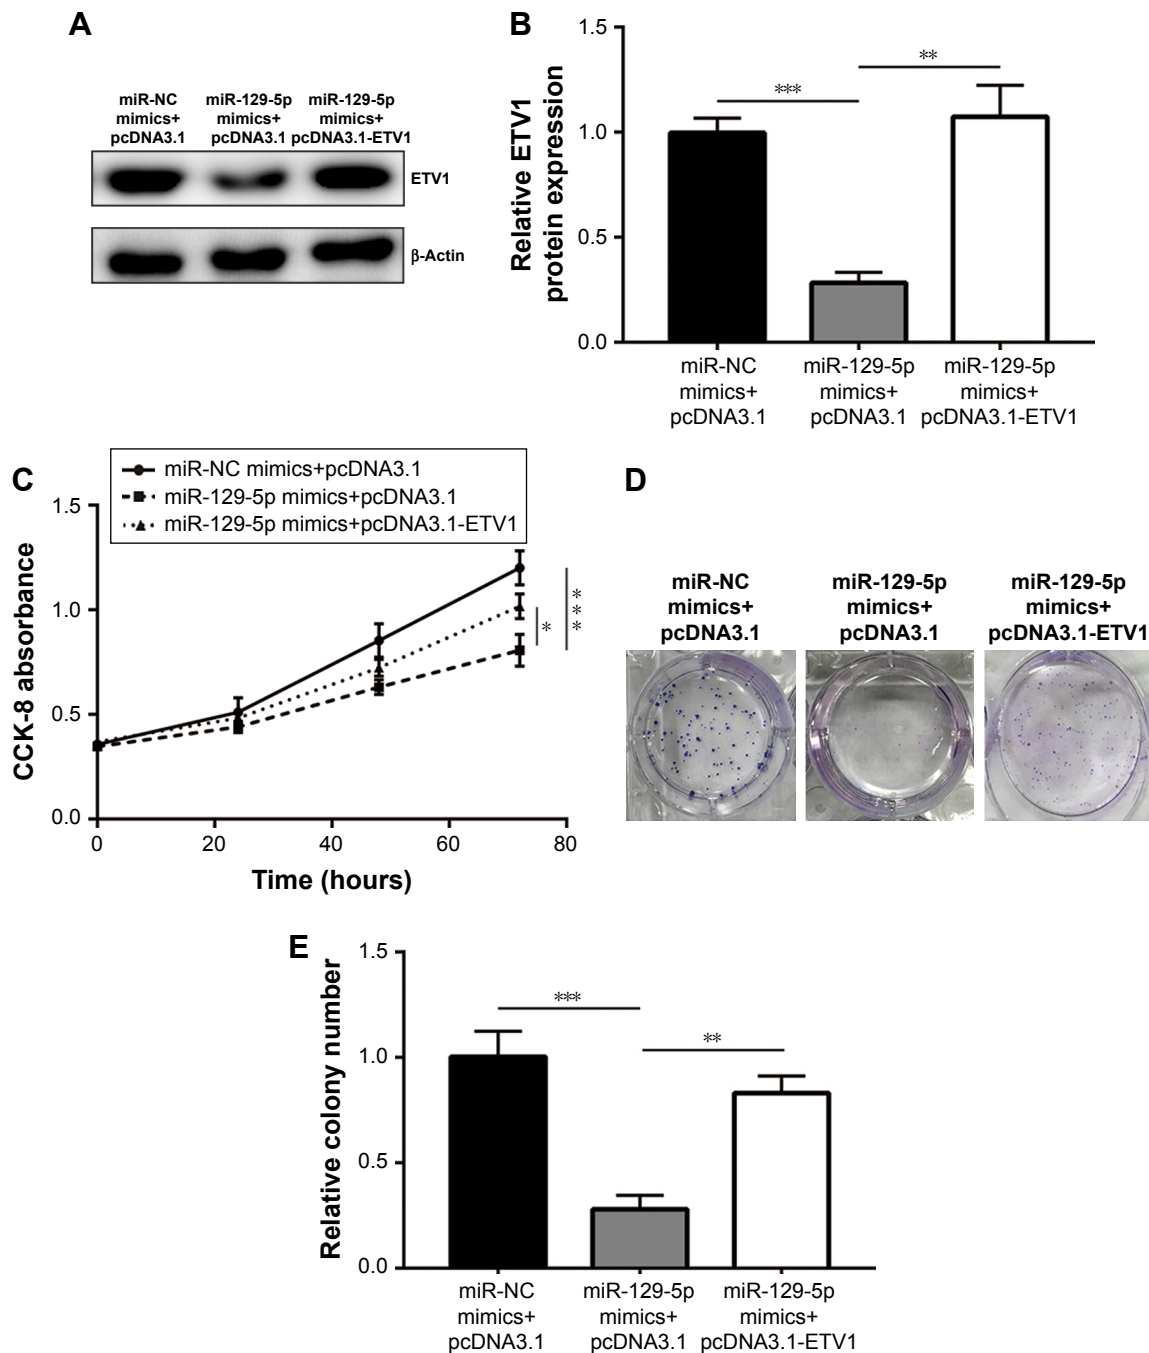 A
miR-NC
mimics+
pcDNA3.1
miR-129-5p
mimics+
pcDNA3.1
miR-129-5p
mimics+
pcDNA3.1-ETV1
ETV1
β-Actin
B
Relative ETV1
protein expression
1.5
1.0
0.5
0.0
***
**
miR-NC
mimics+
pcDNA3.1
miR-129-5p
mimics+
pcDNA3.1
miR-129-5p
mimics+
pcDNA3.1-ETV1
C
miR-NC mimics+pcDNA3.1
miR-129-5p mimics+pcDNA3.1
miR-129-5p mimics+pcDNA3.1-ETV1
CCK-8 absorbance
1.5
1.0
0.5
0.0
*
***
0
20
40
60
80
Time (hours)
D
miR-NC
mimics+
pcDNA3.1
miR-129-5p
mimics+
pcDNA3.1
miR-129-5p
mimics+
pcDNA3.1-ETV1
E
Relative colony number
1.5
1.0
0.5
0.0
***
**
miR-NC
mimics+
pcDNA3.1
miR-129-5p
mimics+
pcDNA3.1
miR-129-5p
mimics+
pcDNA3.1-ETV1